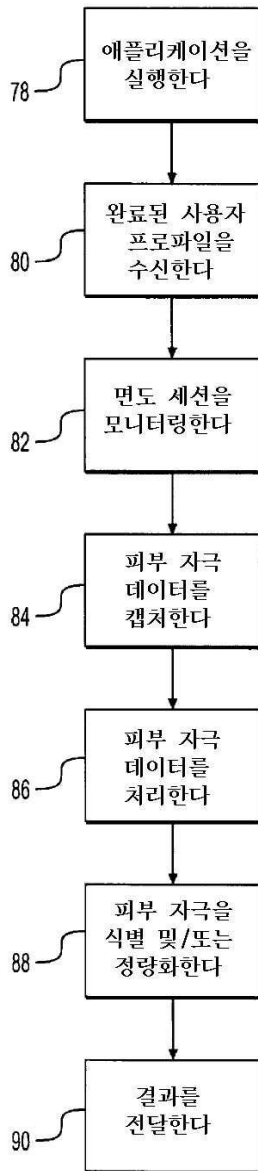 애플리케이션을
실행한다
78
완료된 사용자
프로파일을
수신한다
80
면도 세션을
모니터링한다
82
피부 자극
데이터를
캡처한다
84
피부 자극
데이터를
처리한다
86
피부 자극을
식별 및/또는
정량화한다
88
결과를
전달한다
90